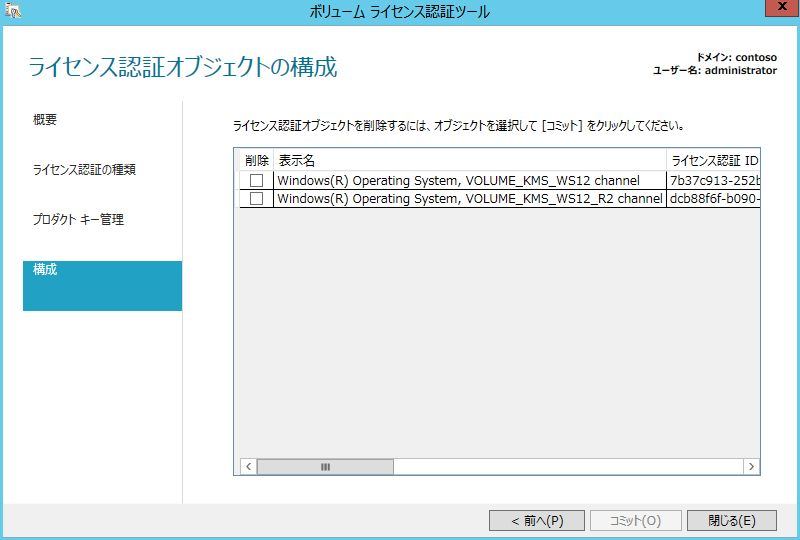 ボリューム ライセンス認証ツール
X
ライセンス認証オブジェクトの構成
ドメイン: contoso
ユーザー名: administrator
概要
ライセンス認証の種類
プロダクト キー管理
構成
ライセンス認証オブジェクトを削除するには、オブジェクトを選択して [コミット] をクリックしてください。
削除 表示名 ライセンス認証 ID
Windows(R) Operating System, VOLUME_KMS_WS12 channel 7b37c913-252b
Windows(R) Operating System, VOLUME_KMS_WS12_R2 channel dcb88f6f-b090-
< 前へ(P) コミット(O) 閉じる(E)